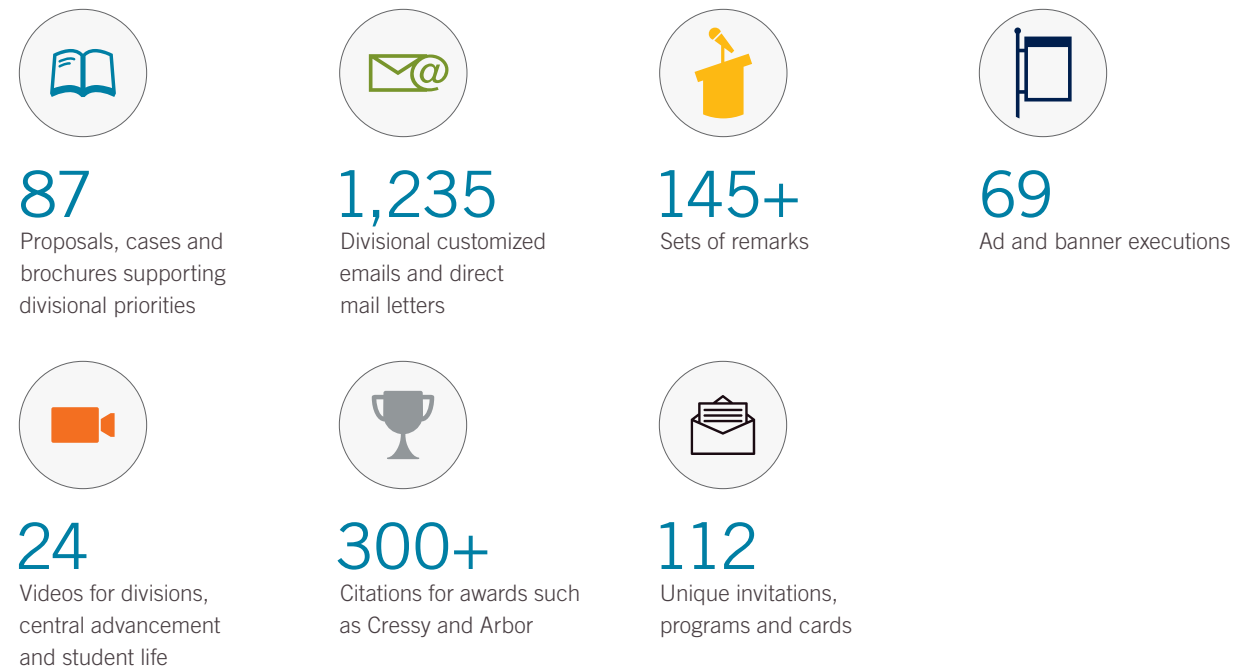 87
Proposals, cases and
brochures supporting
divisional priorities
1,235
Divisional customized
emails and direct
mail letters
145+
Sets of remarks
69
Ad and banner executions
24
Videos for divisions,
central advancement
and student life
300+
Citations for awards such
as Cressy and Arbor
112
Unique invitations,
programs and cards